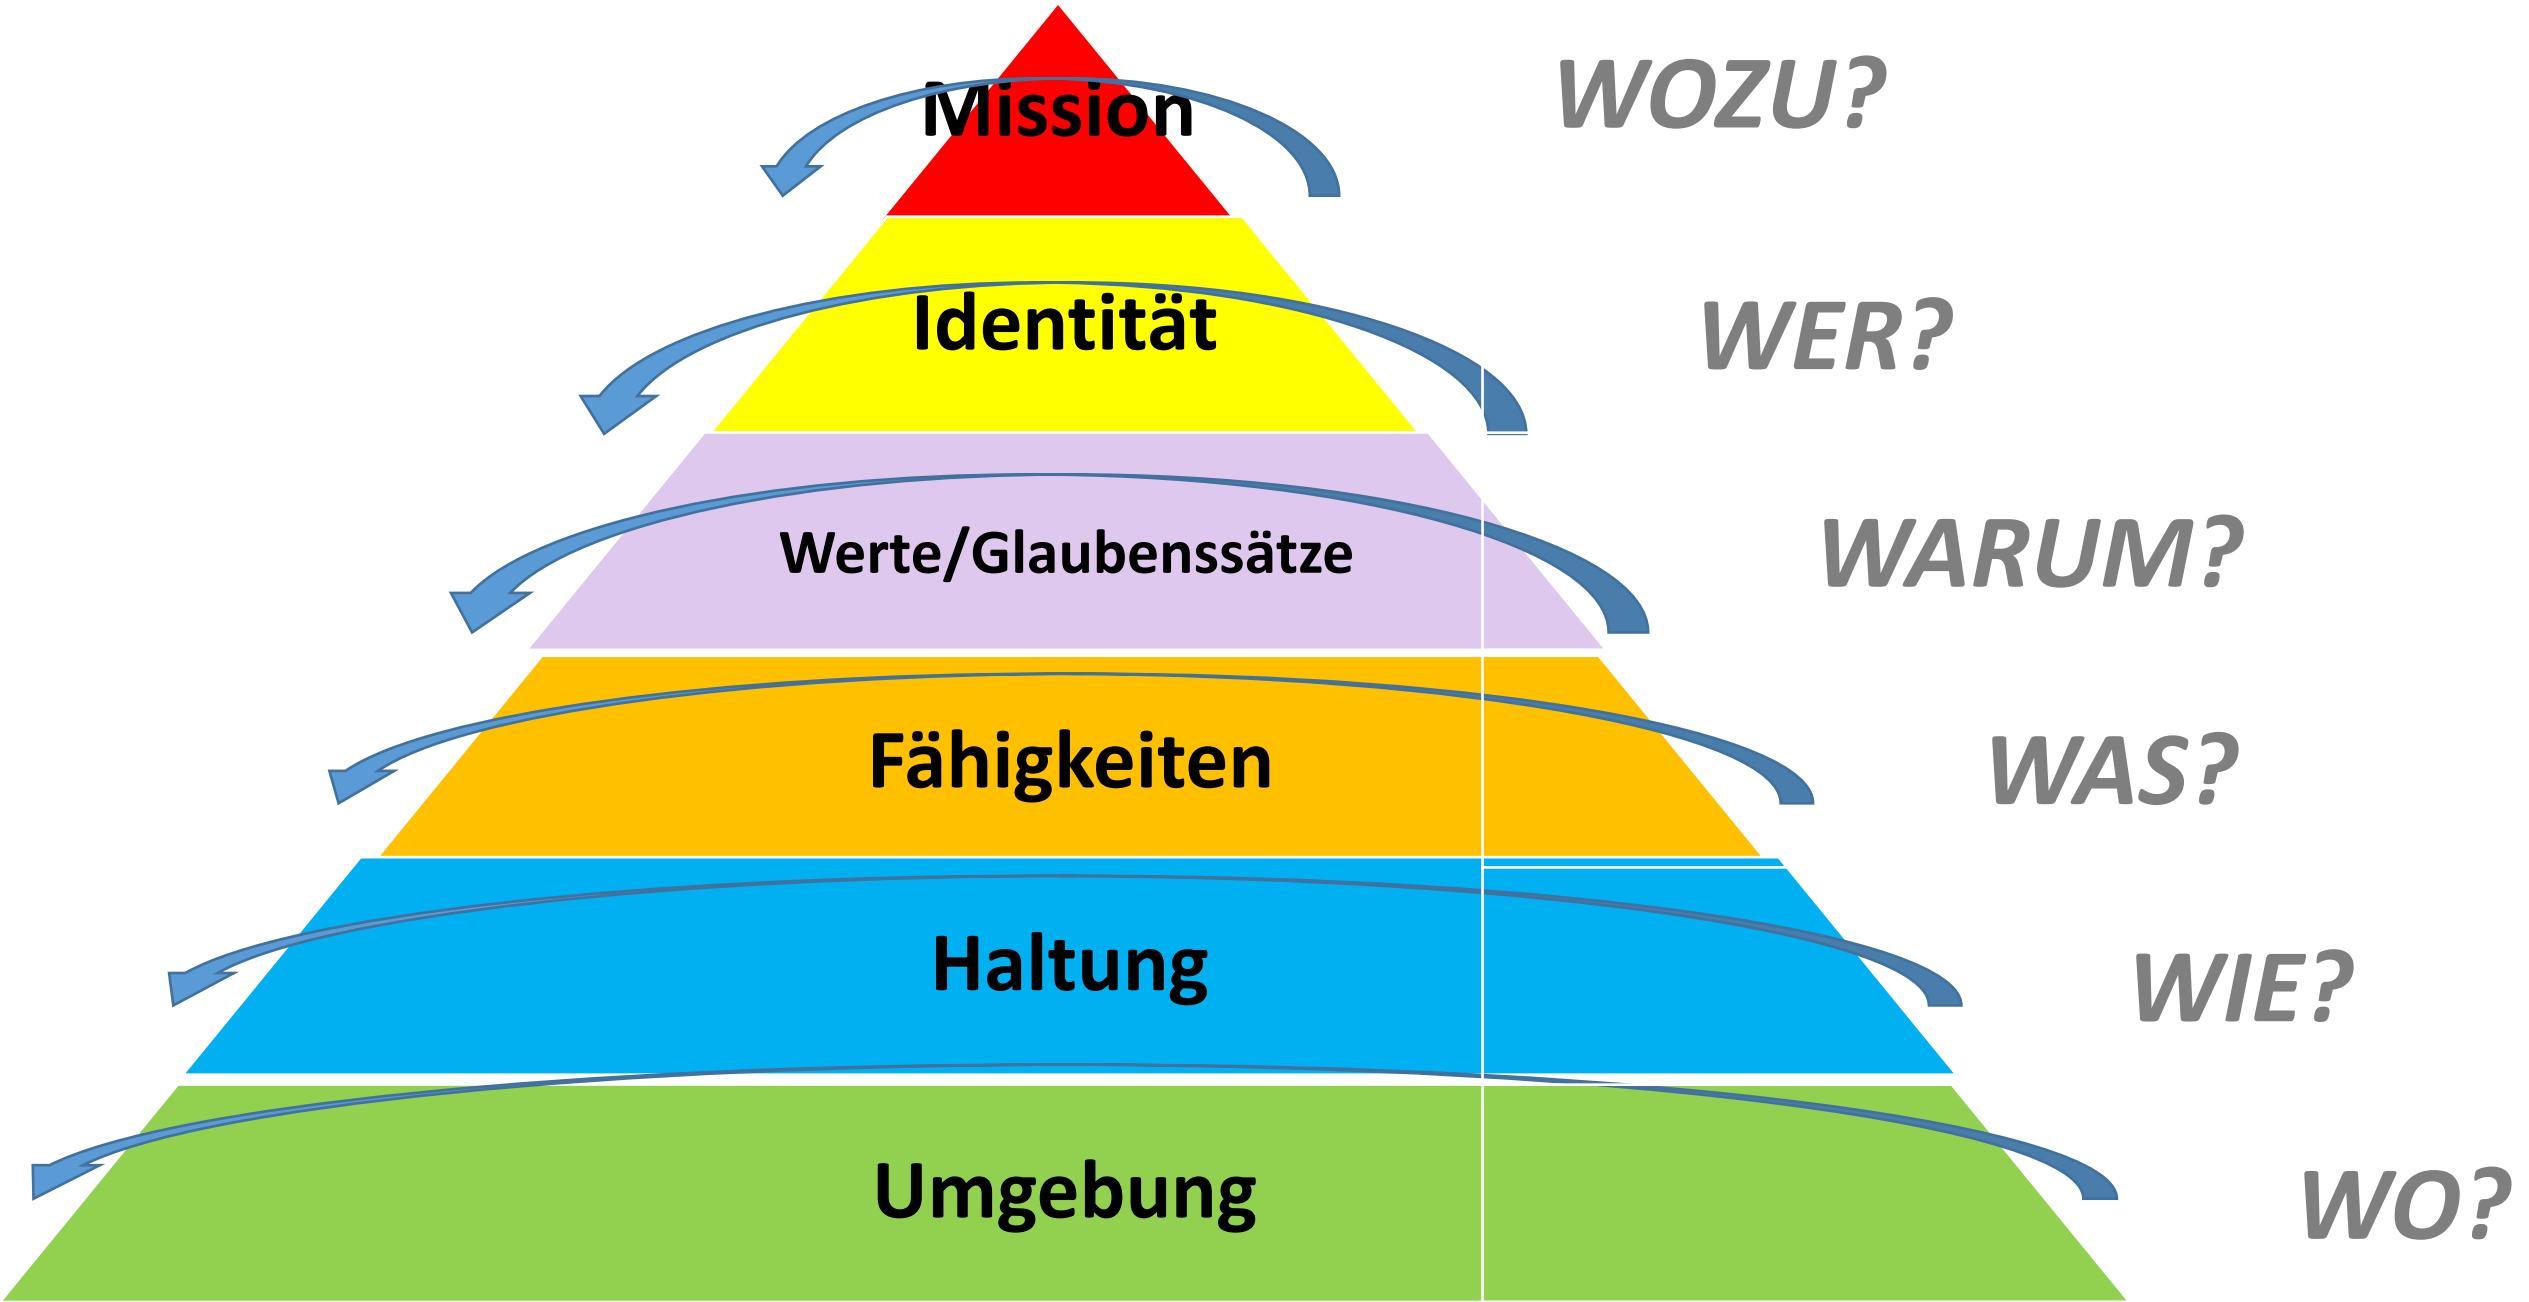 Mission WOZU?
Identität WER?
Werte/Glaubenssätze WARUM?
Fähigkeiten WAS?
Haltung WIE?
Umgebung WO?